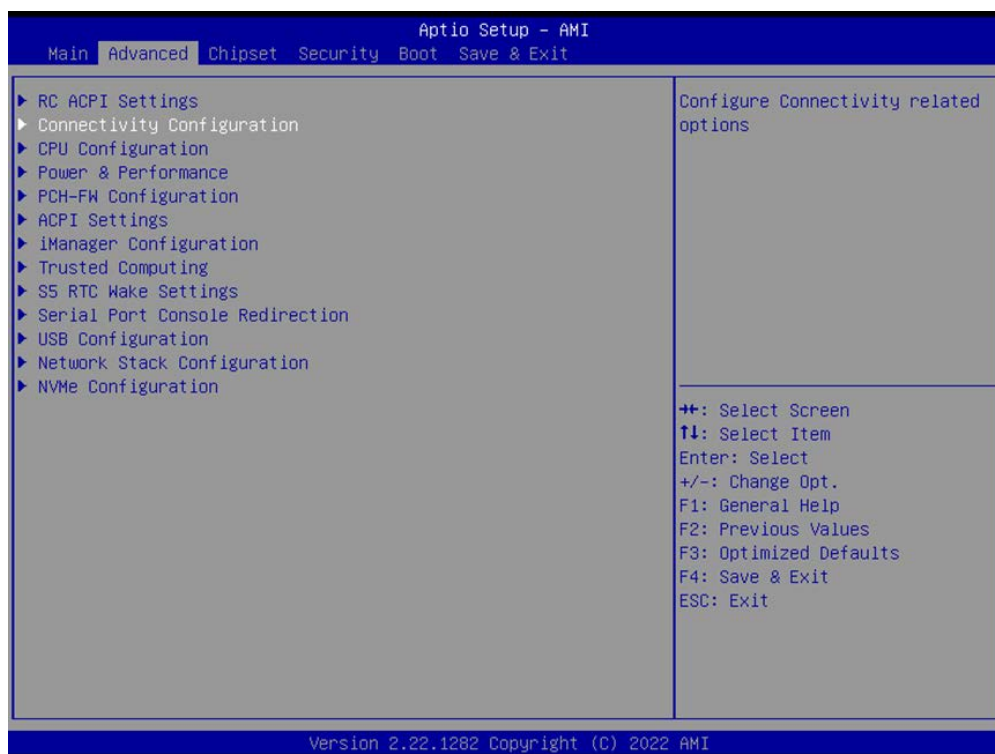 Aptio Setup - AMI
Main Advanced Chipset Security Boot Save & Exit
RC ACPI Settings
Connectivity Configuration
CPU Configuration
Power & Performance
PCH-FW Configuration
ACPI Settings
iManager Configuration
Trusted Computing
S5 RTC Wake Settings
Serial Port Console Redirection
USB Configuration
Network Stack Configuration
NVMe Configuration
Configure Connectivity related
options
→←: Select Screen
↑↓: Select Item
Enter: Select
+/-: Change Opt.
F1: General Help
F2: Previous Values
F3: Optimized Defaults
F4: Save & Exit
ESC: Exit
Version 2.22.1282 Copyright (C) 2022 AMI